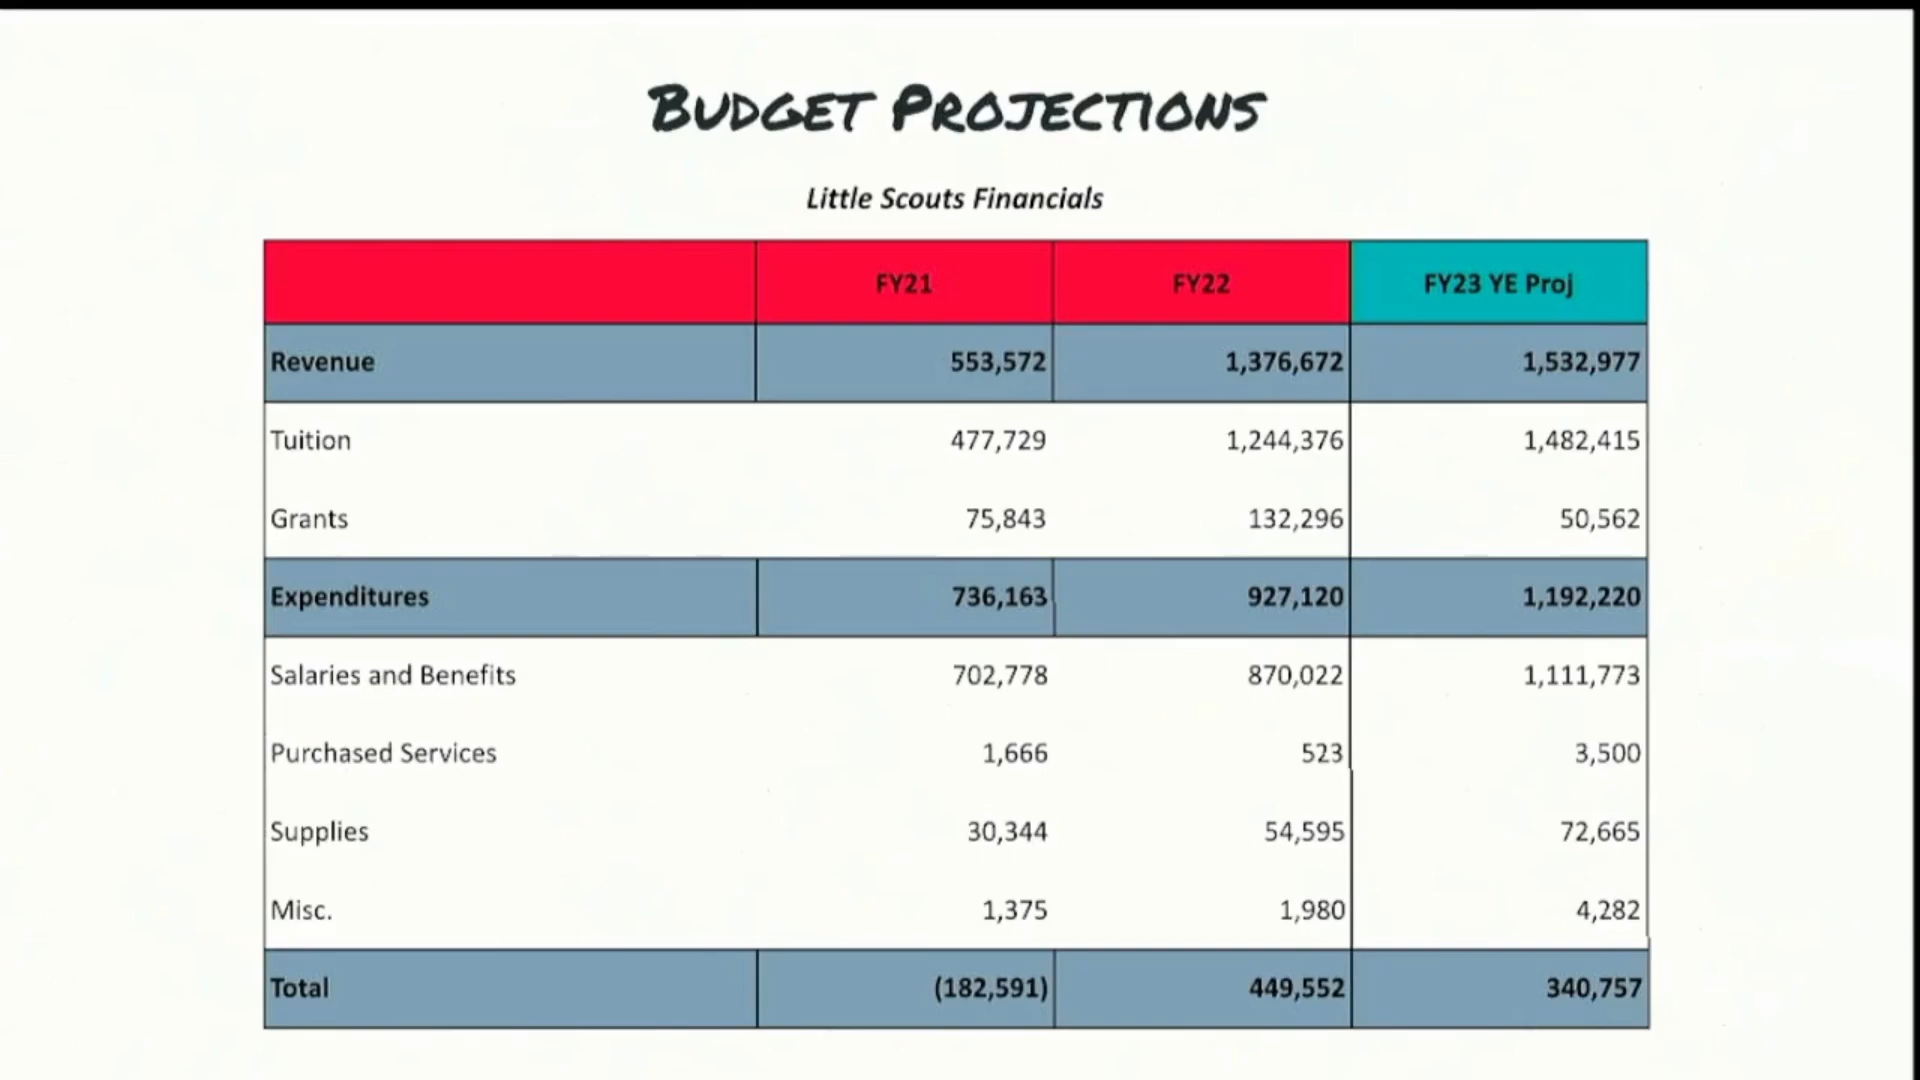 BUDGET PROJECTIONS
Little Scouts Financials
FY21 FY22 FY23 YE Proj
Revenue 553,572 1,376,672 1,532,977
Tuition 477,729 1,244,376 1,482,415
Grants 75,843 132,296 50,562
Expenditures 736,163 927,120 1,192,220
Salaries and Benefits 702,778 870,022 1,111,773
Purchased Services 1,666 523 3,500
Supplies 30,344 54,595 72,665
Misc. 1,375 1,980 4,282
Total (182,591) 449,552 340,757